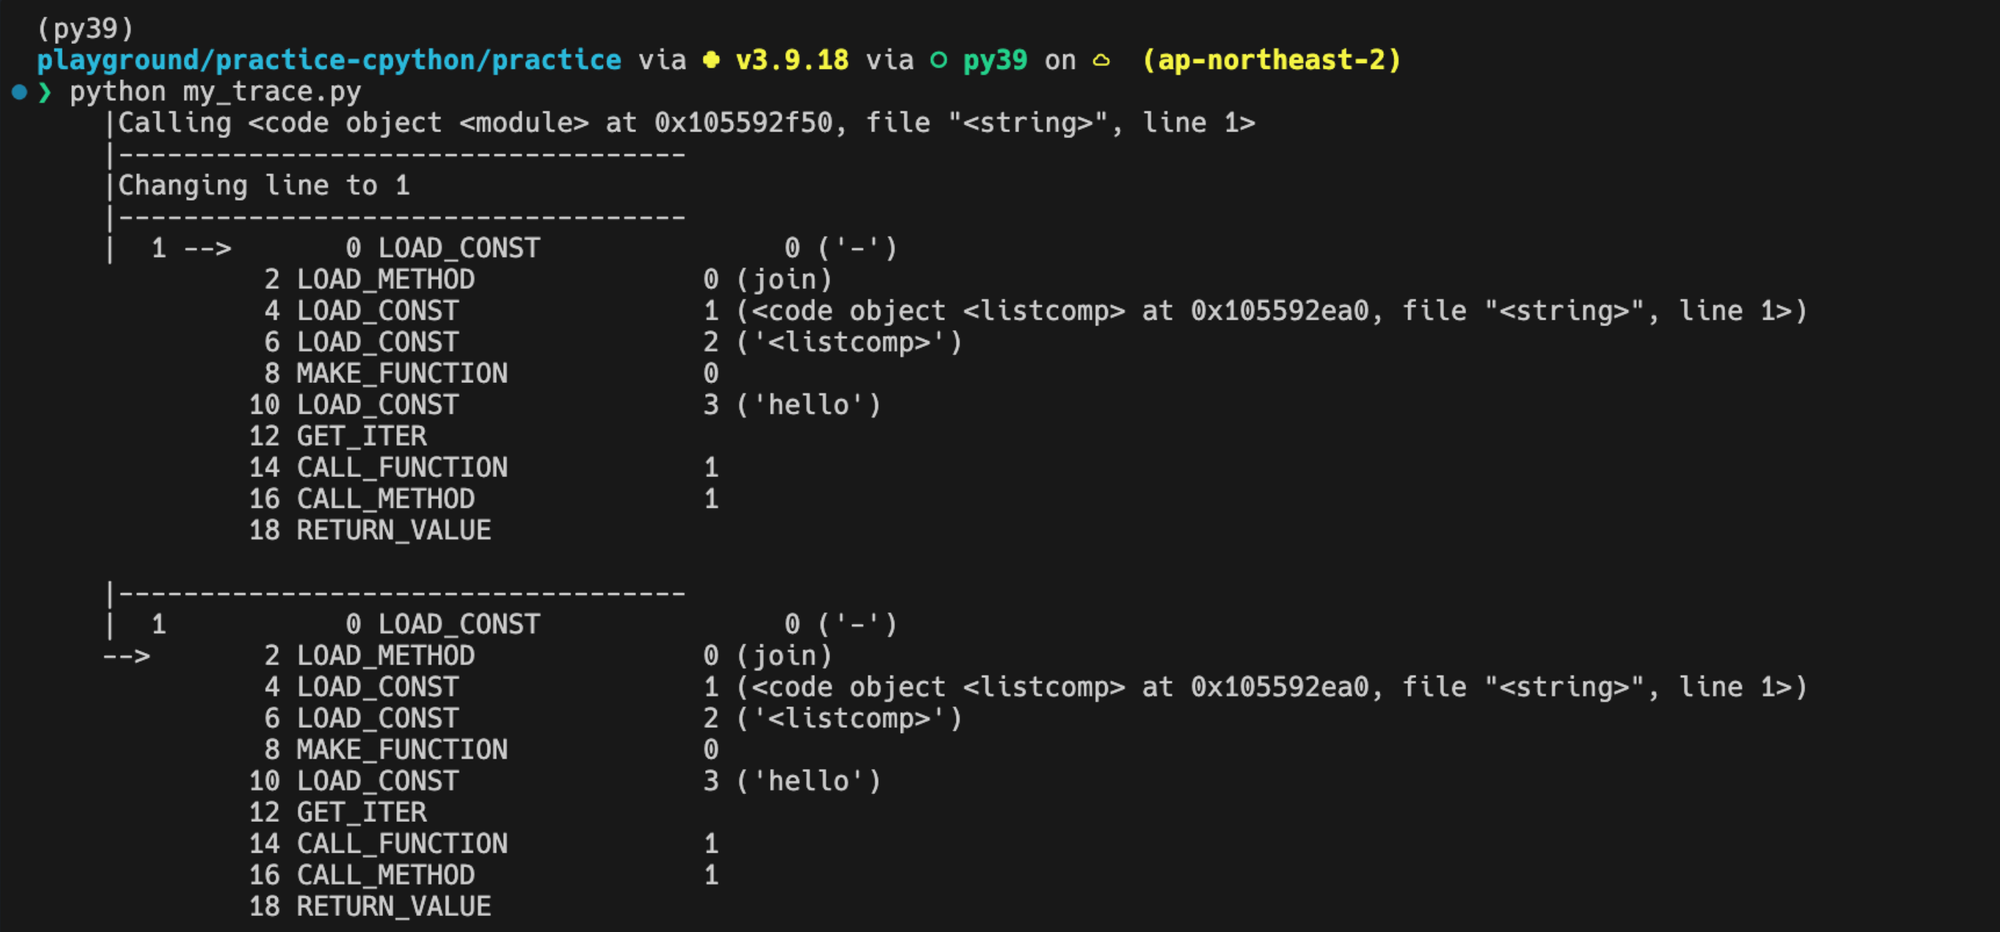 (py39)
playground/practice-cpython/practice via v3.9.18 via py39 on (ap-northeast-2)
❯ python my_trace.py
|Calling <code object <module> at 0x105592f50, file "<string>", line 1>
|-----------------------------------
|Changing line to 1
|-----------------------------------
|  1 -->       0 LOAD_CONST               0 ('-')
          2 LOAD_METHOD              0 (join)
          4 LOAD_CONST               1 (<code object <listcomp> at 0x105592ea0, file "<string>", line 1>)
          6 LOAD_CONST               2 ('<listcomp>')
          8 MAKE_FUNCTION            0
         10 LOAD_CONST               3 ('hello')
         12 GET_ITER
         14 CALL_FUNCTION            1
         16 CALL_METHOD              1
         18 RETURN_VALUE
|-----------------------------------
|  1           0 LOAD_CONST               0 ('-')
-->       2 LOAD_METHOD              0 (join)
          4 LOAD_CONST               1 (<code object <listcomp> at 0x105592ea0, file "<string>", line 1>)
          6 LOAD_CONST               2 ('<listcomp>')
          8 MAKE_FUNCTION            0
         10 LOAD_CONST               3 ('hello')
         12 GET_ITER
         14 CALL_FUNCTION            1
         16 CALL_METHOD              1
         18 RETURN_VALUE